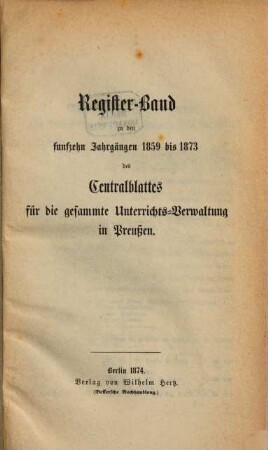 Register-Band
zu den
funfzehn Jahrgängen 1859 bis 1873
des
Centralblattes
für die gesammte Unterrichts-Verwaltung
in Preußen.
Berlin 1874.
Verlag von Wilhelm Hertz.
(Bessersche Buchhandlung.)